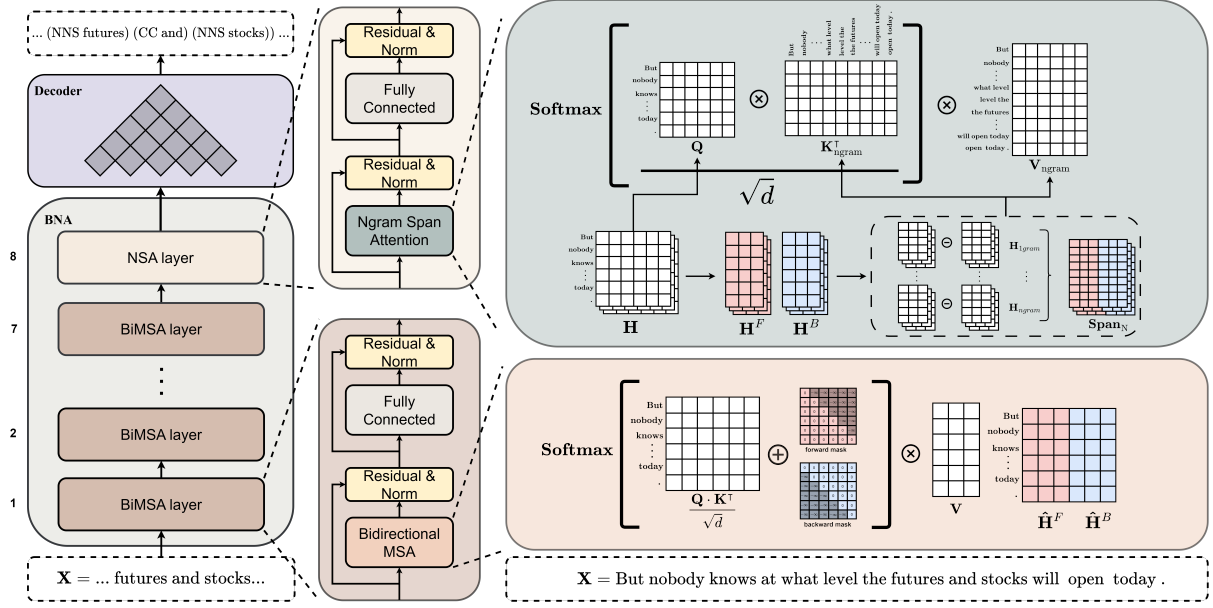 ... (NNS futures) (CC and) (NNS stocks)) ...
Decoder
BNA
8
NSA layer
7
BiMSA layer
⋮
2
BiMSA layer
1
BiMSA layer
X = ... futures and stocks...
Residual & Norm
Fully Connected
Residual & Norm
Ngram Span Attention
Residual & Norm
Fully Connected
Residual & Norm
Bidirectional MSA
Softmax
But
nobody
knows
⋮
today
.
Q
⊗
But
nobody
...
what level
level the
the futures
...
will open today
open today .
K⊺ngram
√d
⊗
But
nobody
⋮
what level
level the
the futures
⋮
will open today
open today .
Vngram
But
nobody
knows
⋮
today
.
H
H^F
H^B
⊖
H1gram
⋮
⊖
Hngram
SpanN
Softmax
But
nobody
knows
⋮
today
.
Q · K⊺
√d
⊕
forward mask
backward mask
⊗
V
But
nobody
knows
⋮
today
.
Ĥ^F
Ĥ^B
X = But nobody knows at what level the futures and stocks will open today .